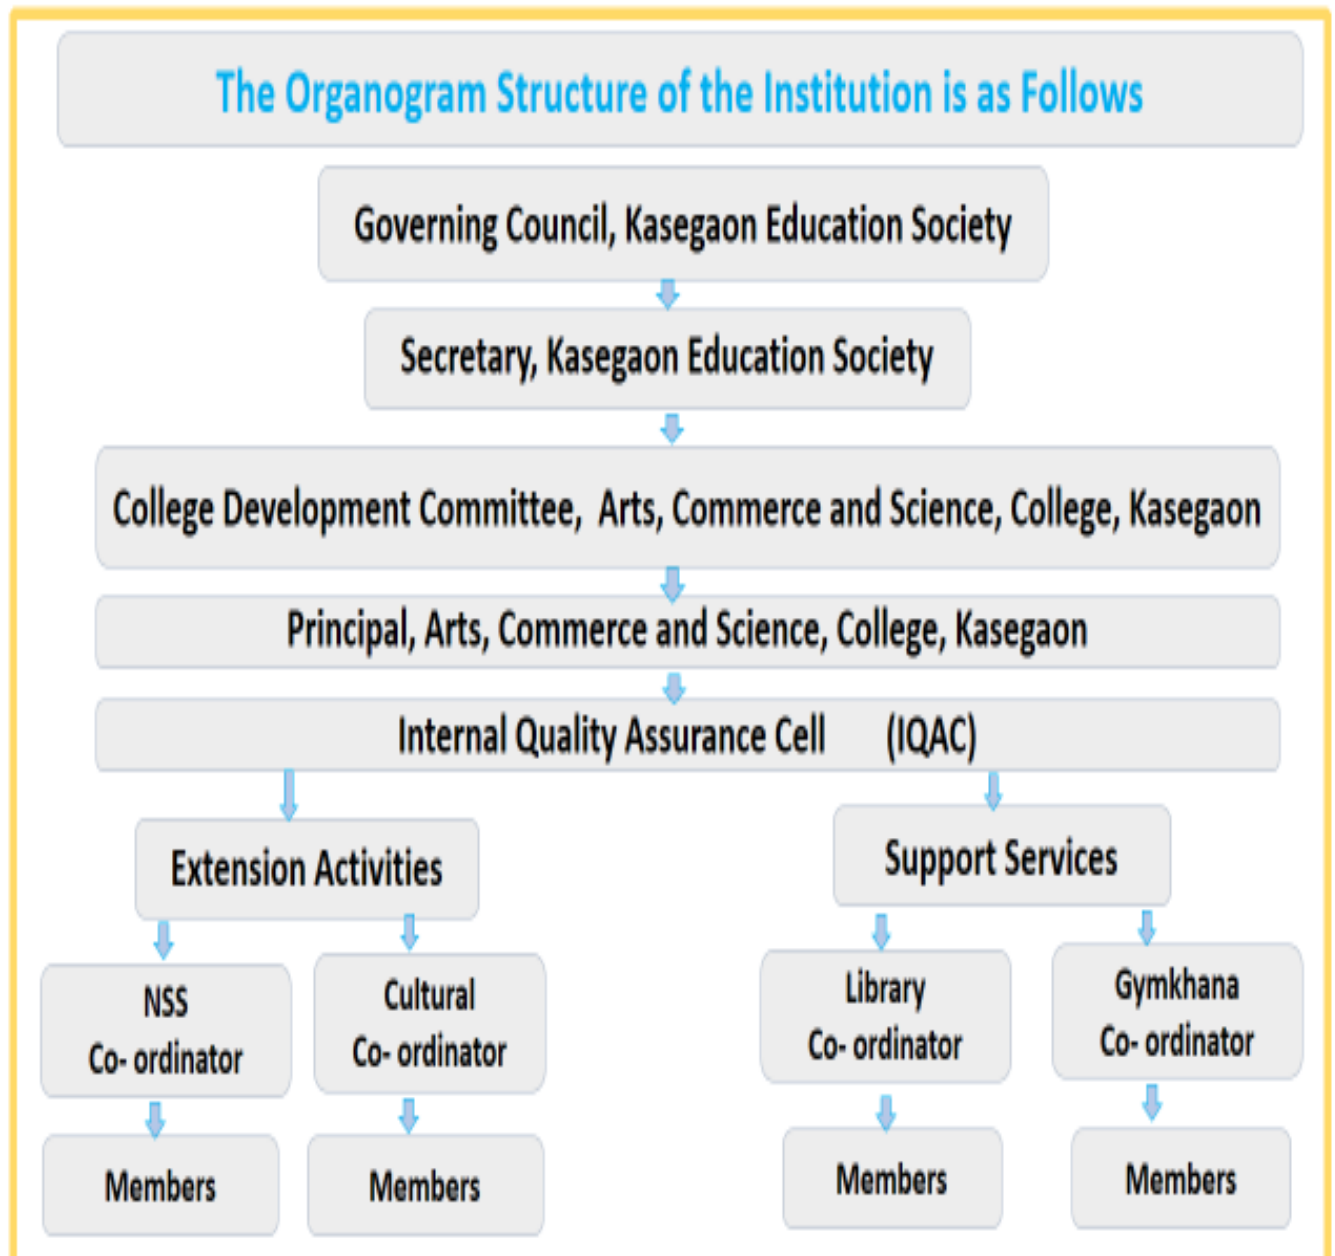 The Organogram Structure of the Institution is as Follows
Governing Council, Kasegaon Education Society
Secretary, Kasegaon Education Society
College Development Committee, Arts, Commerce and Science, College, Kasegaon
Principal, Arts, Commerce and Science, College, Kasegaon
Internal Quality Assurance Cell (IQAC)
Extension Activities
Support Services
NSS
Co- ordinator
Cultural
Co- ordinator
Library
Co- ordinator
Gymkhana
Co- ordinator
Members
Members
Members
Members